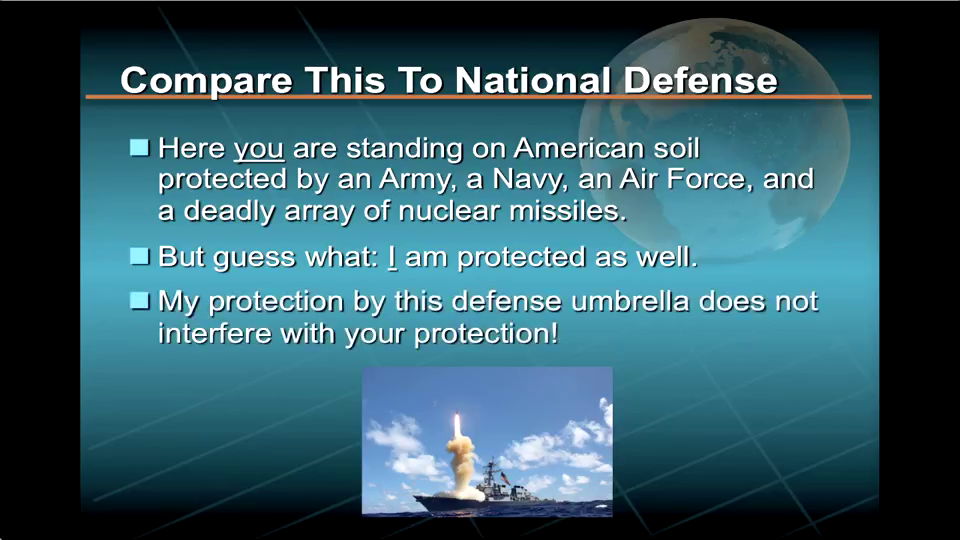 Compare This To National Defense
Here you are standing on American soil
protected by an Army, a Navy, an Air Force, and
a deadly array of nuclear missiles.
But guess what: I am protected as well.
My protection by this defense umbrella does not
interfere with your protection!